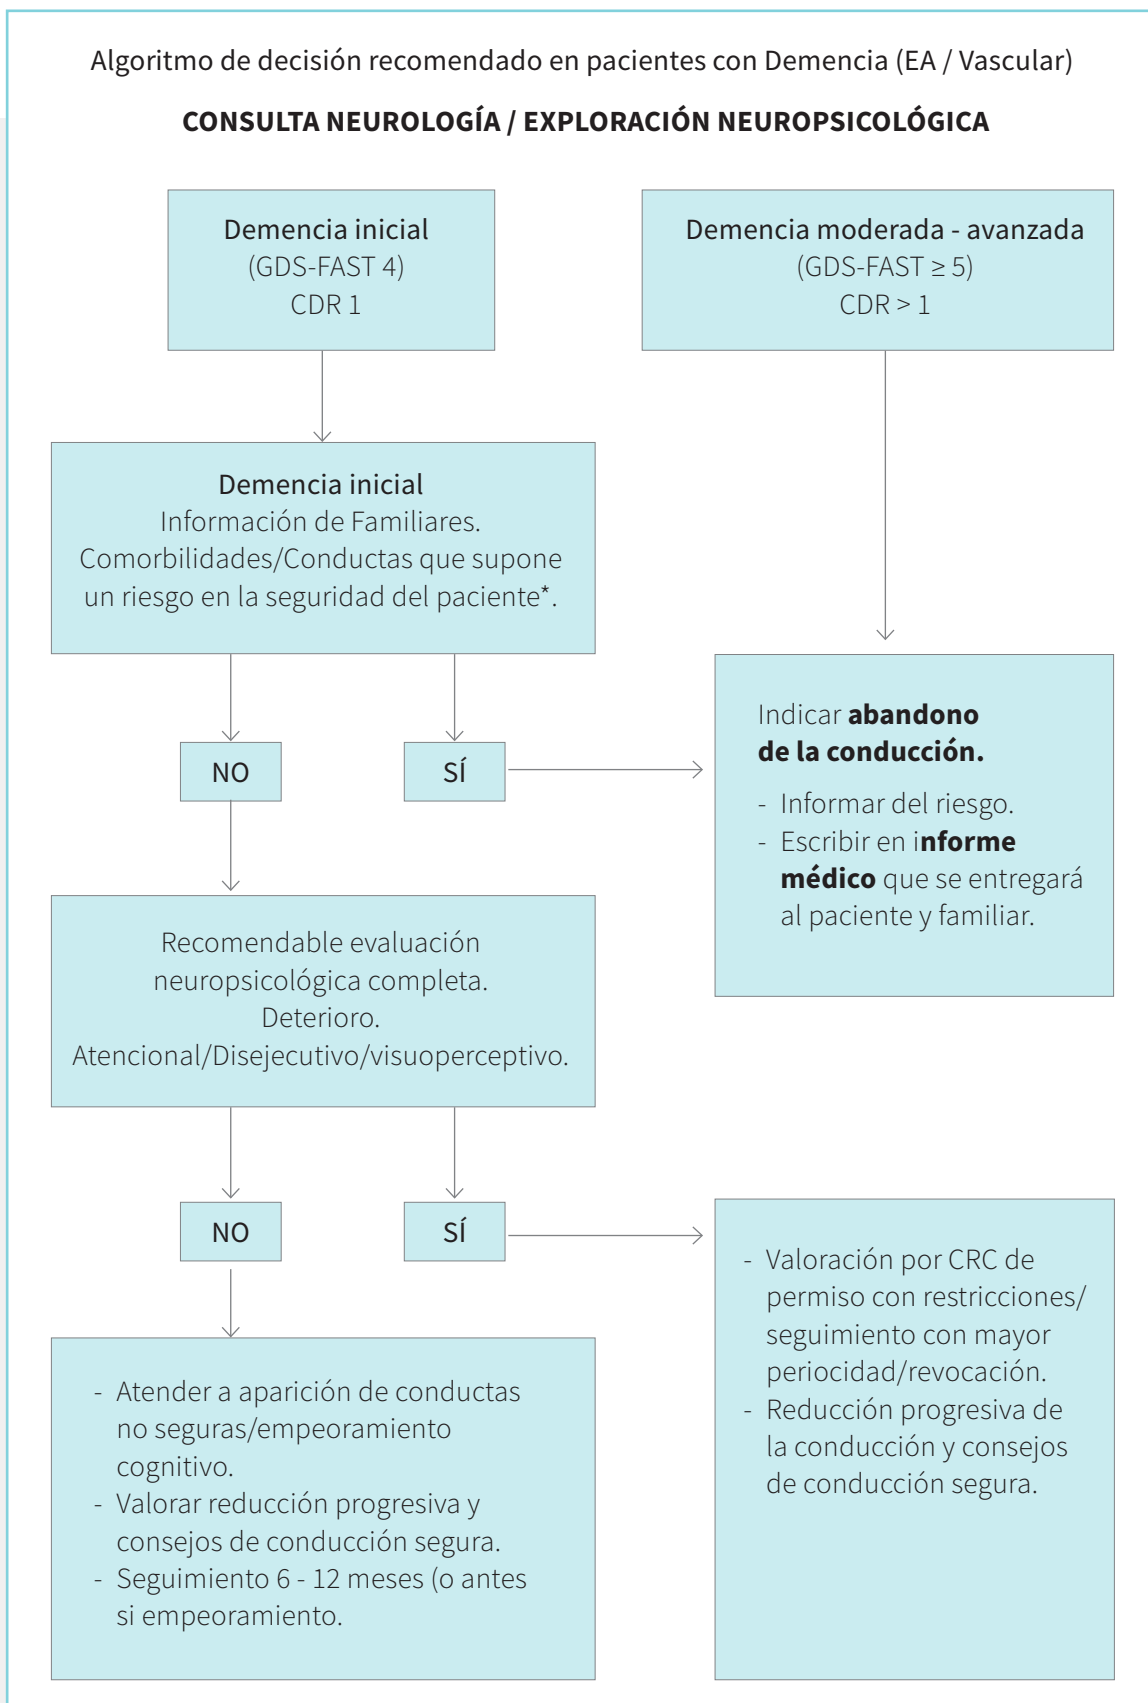 Algoritmo de decisión recomendado en pacientes con Demencia (EA / Vascular)
CONSULTA NEUROLOGÍA / EXPLORACIÓN NEUROPSICOLÓGICA
Demencia inicial
(GDS-FAST 4)
CDR 1
Demencia moderada - avanzada
(GDS-FAST ≥ 5)
CDR > 1
Demencia inicial
Información de Familiares.
Comorbilidades/Conductas que supone
un riesgo en la seguridad del paciente*.
NO
SÍ
Indicar abandono
de la conducción.
- Informar del riesgo.
- Escribir en informe
médico que se entregará
al paciente y familiar.
Recomendable evaluación
neuropsicológica completa.
Deterioro.
Atencional/Disejecutivo/visuoperceptivo.
NO
SÍ
- Atender a aparición de conductas
no seguras/empeoramiento
cognitivo.
- Valorar reducción progresiva y
consejos de conducción segura.
- Seguimiento 6 - 12 meses (o antes
si empeoramiento.
- Valoración por CRC de
permiso con restricciones/
seguimiento con mayor
periocidad/revocación.
- Reducción progresiva de
la conducción y consejos
de conducción segura.